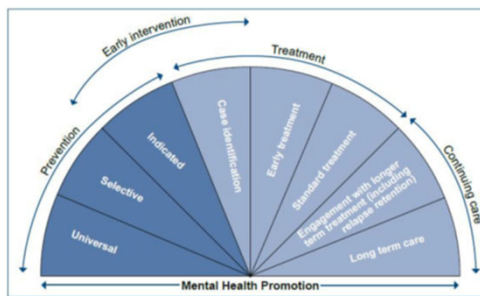 Early intervention
Prevention
Treatment
Continuing care
Universal
Selective
Indicated
Case identification
Early treatment
Standard treatment
Engagement with longer
term treatment (including
relapse retention)
Long term care
Mental Health Promotion